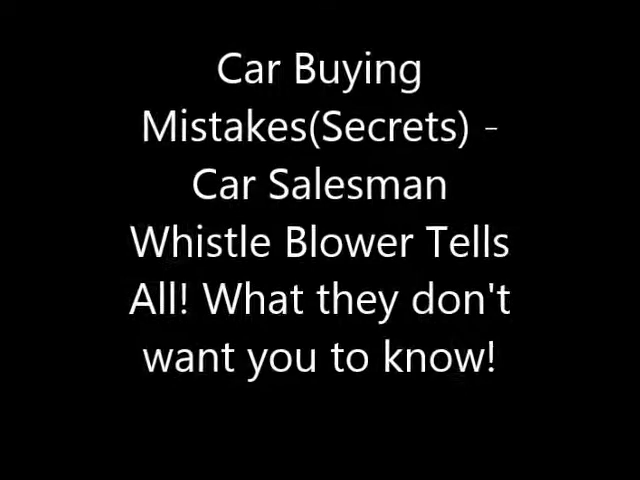 Car Buying
Mistakes(Secrets) -
Car Salesman
Whistle Blower Tells
All! What they don't
want you to know!